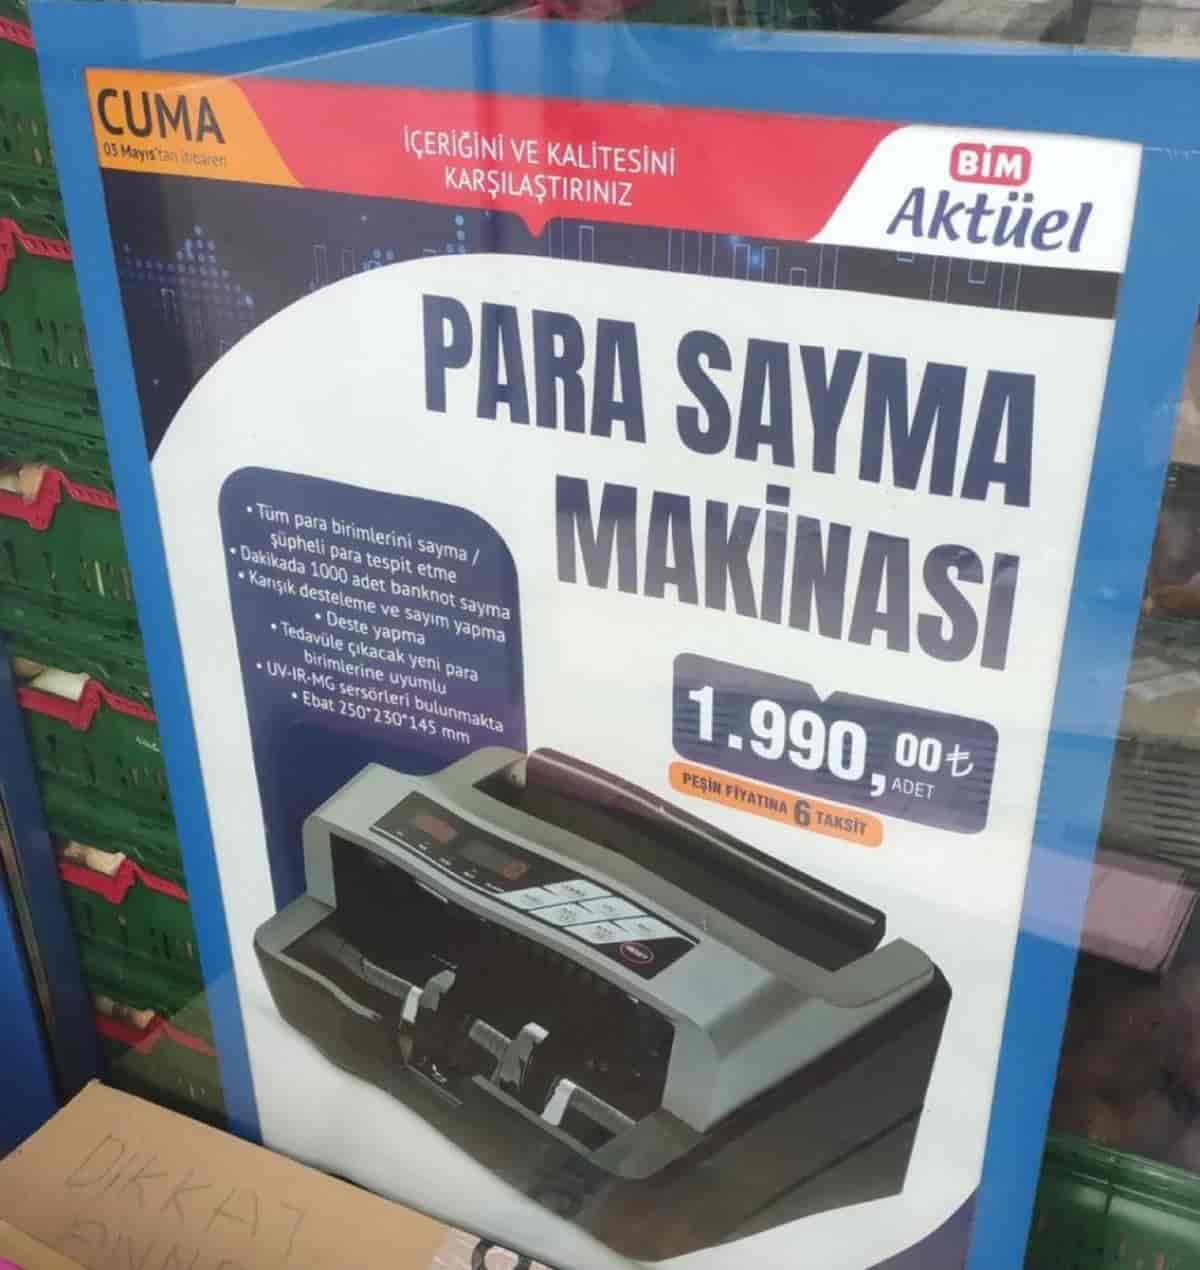 CUMA
03 Mayıs'tan itibaren
İÇERİĞİNİ VE KALİTESİNİ
KARŞILAŞTIRINIZ
BİM
Aktüel
PARA SAYMA
MAKİNASI
• Tüm para birimlerini sayma /
şüpheli para tespit etme
• Dakikada 1000 adet banknot sayma
• Karışık desteleme ve sayım yapma
• Deste yapma
• Tedavüle çıkacak yeni para
birimlerine uyumlu
• UV-IR-MG sersörleri bulunmakta
• Ebat 250*230*145 mm
1.990,00₺
ADET
PEŞİN FİYATINA 6 TAKSİT
DIKKAT